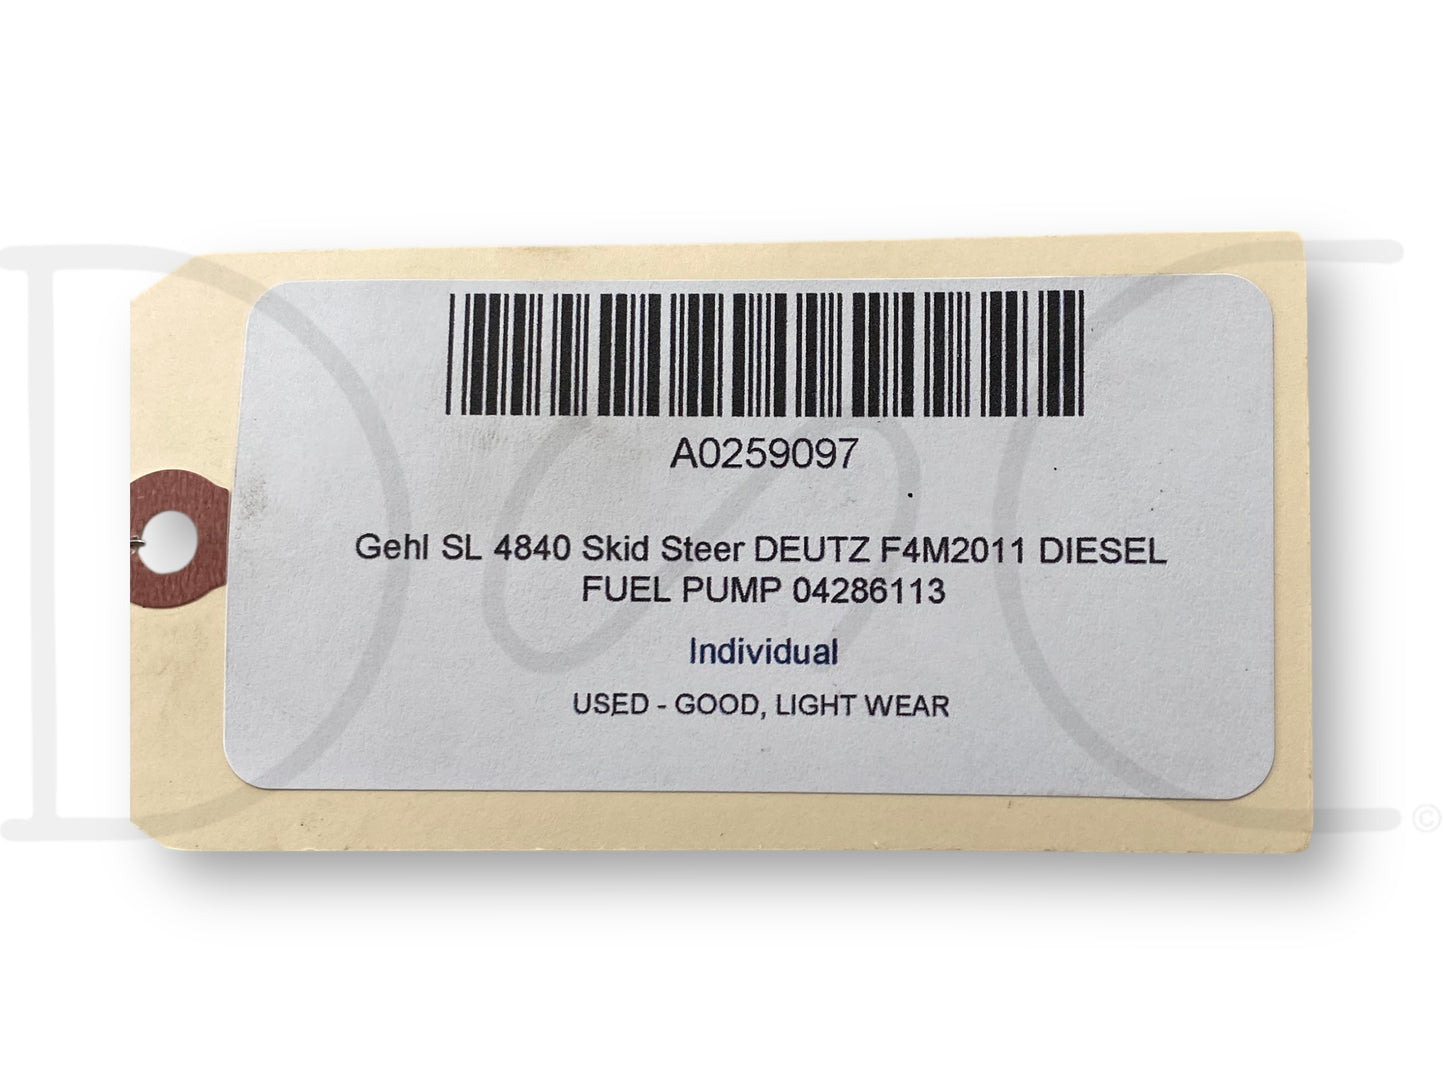 A0259097
Gehl SL 4840 Skid Steer DEUTZ F4M2011 DIESEL
FUEL PUMP 04286113
Individual
USED - GOOD, LIGHT WEAR
©